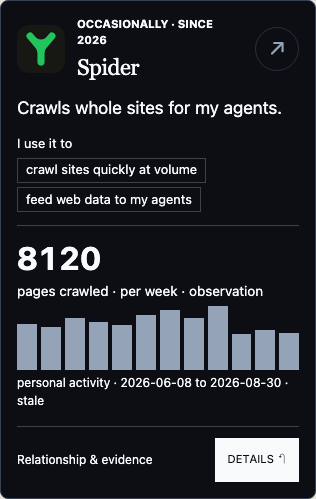 OCCASIONALLY · SINCE
2026
Spider
Crawls whole sites for my agents.
I use it to
crawl sites quickly at volume
feed web data to my agents
8120
pages crawled · per week · observation
personal activity · 2026-06-08 to 2026-08-30 ·
stale
Relationship & evidence
DETAILS